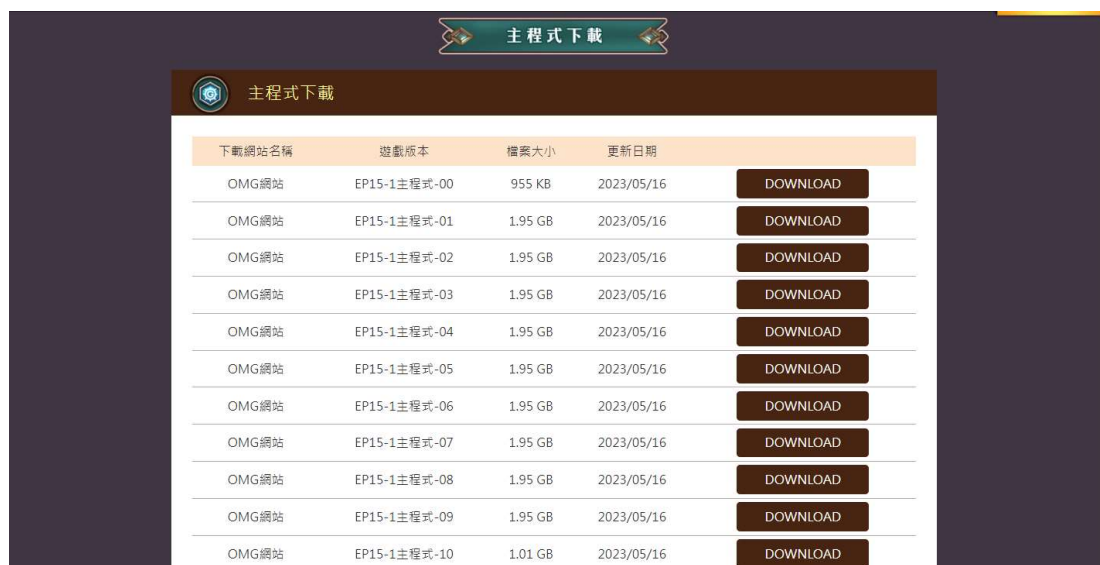 主程式下載
主程式下載
下載網站名稱 遊戲版本 檔案大小 更新日期
OMG網站 EP15-1主程式-00 955 KB 2023/05/16 DOWNLOAD
OMG網站 EP15-1主程式-01 1.95 GB 2023/05/16 DOWNLOAD
OMG網站 EP15-1主程式-02 1.95 GB 2023/05/16 DOWNLOAD
OMG網站 EP15-1主程式-03 1.95 GB 2023/05/16 DOWNLOAD
OMG網站 EP15-1主程式-04 1.95 GB 2023/05/16 DOWNLOAD
OMG網站 EP15-1主程式-05 1.95 GB 2023/05/16 DOWNLOAD
OMG網站 EP15-1主程式-06 1.95 GB 2023/05/16 DOWNLOAD
OMG網站 EP15-1主程式-07 1.95 GB 2023/05/16 DOWNLOAD
OMG網站 EP15-1主程式-08 1.95 GB 2023/05/16 DOWNLOAD
OMG網站 EP15-1主程式-09 1.95 GB 2023/05/16 DOWNLOAD
OMG網站 EP15-1主程式-10 1.01 GB 2023/05/16 DOWNLOAD